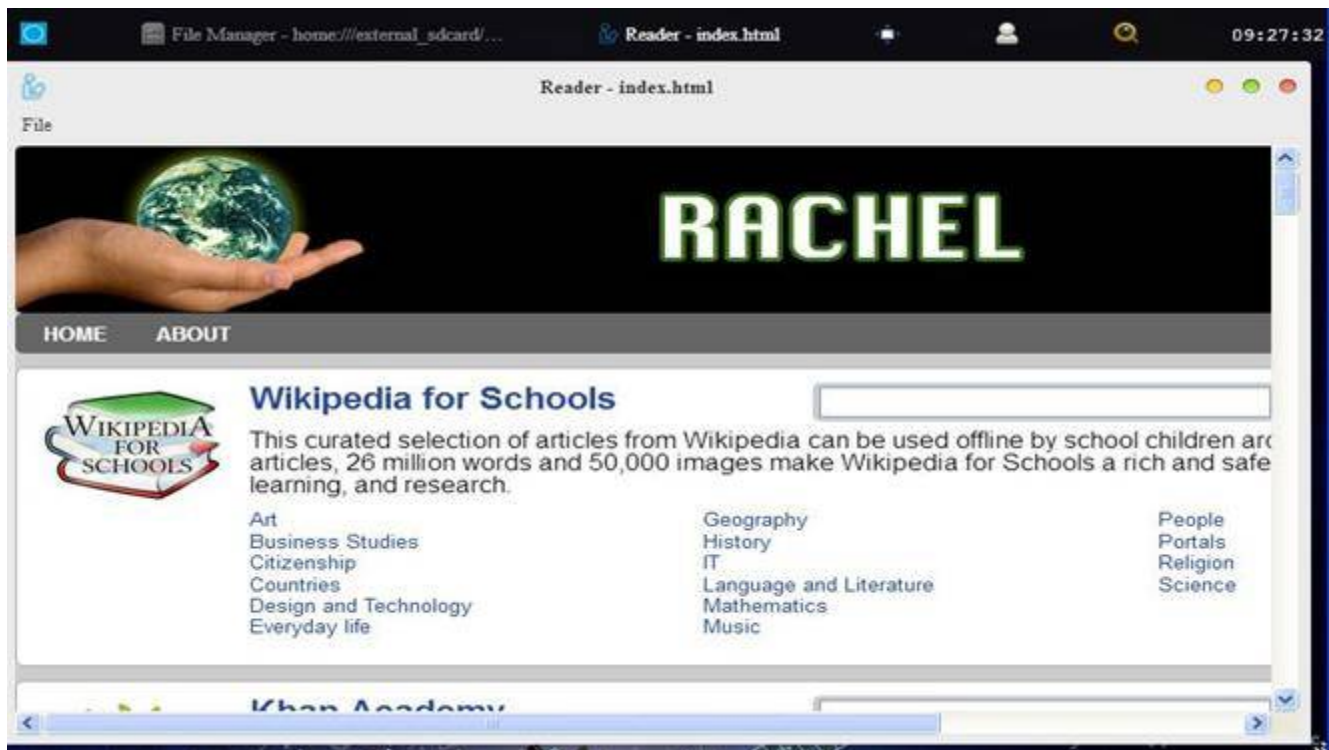 File Manager - home:///external_sdcard/...
Reader - index.html
09:27:32
Reader - index.html
File
RACHEL
HOME ABOUT
WIKIPEDIA
FOR
SCHOOLS
Wikipedia for Schools
This curated selection of articles from Wikipedia can be used offline by school children
articles, 26 million words and 50,000 images make Wikipedia for Schools a rich and safe
learning, and research.
Art
Business Studies
Citizenship
Countries
Design and Technology
Everyday life
Geography
History
IT
Language and Literature
Mathematics
Music
People
Portals
Religion
Science
Khan Academy